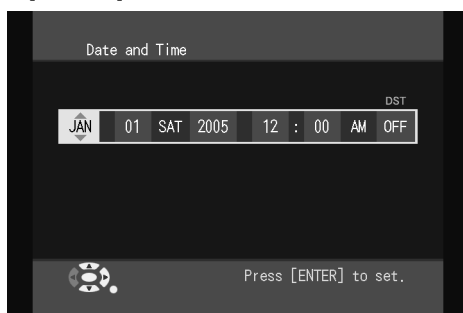 Date and Time
DST
JAN 01 SAT 2005 12 : 00 AM OFF
Press [ENTER] to set.